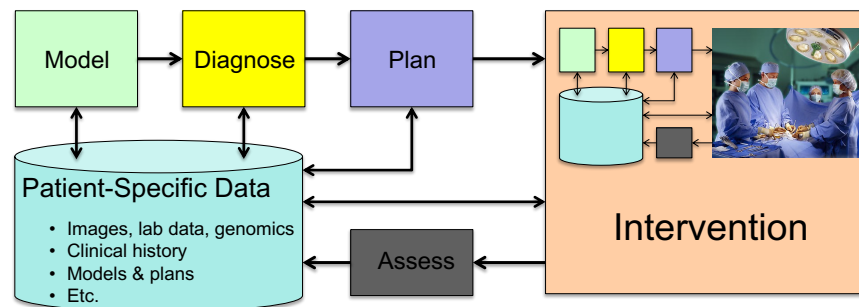 Model
Diagnose
Plan
Patient-Specific Data
• Images, lab data, genomics
• Clinical history
• Models & plans
• Etc.
Assess
Intervention